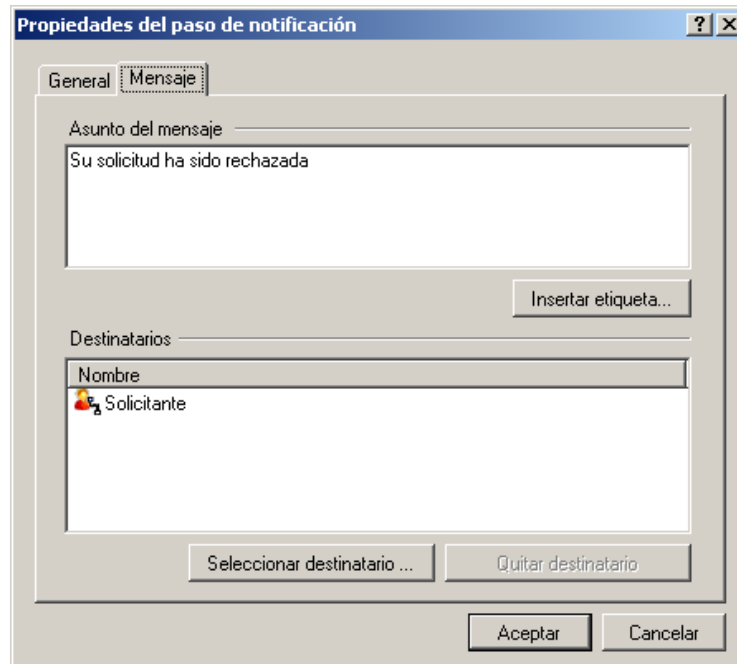 Propiedades del paso de notificación
General Mensaje
Asunto del mensaje
Su solicitud ha sido rechazada
Insertar etiqueta...
Destinatarios
Nombre
Solicitante
Seleccionar destinatario ... Quitar destinatario
Aceptar Cancelar